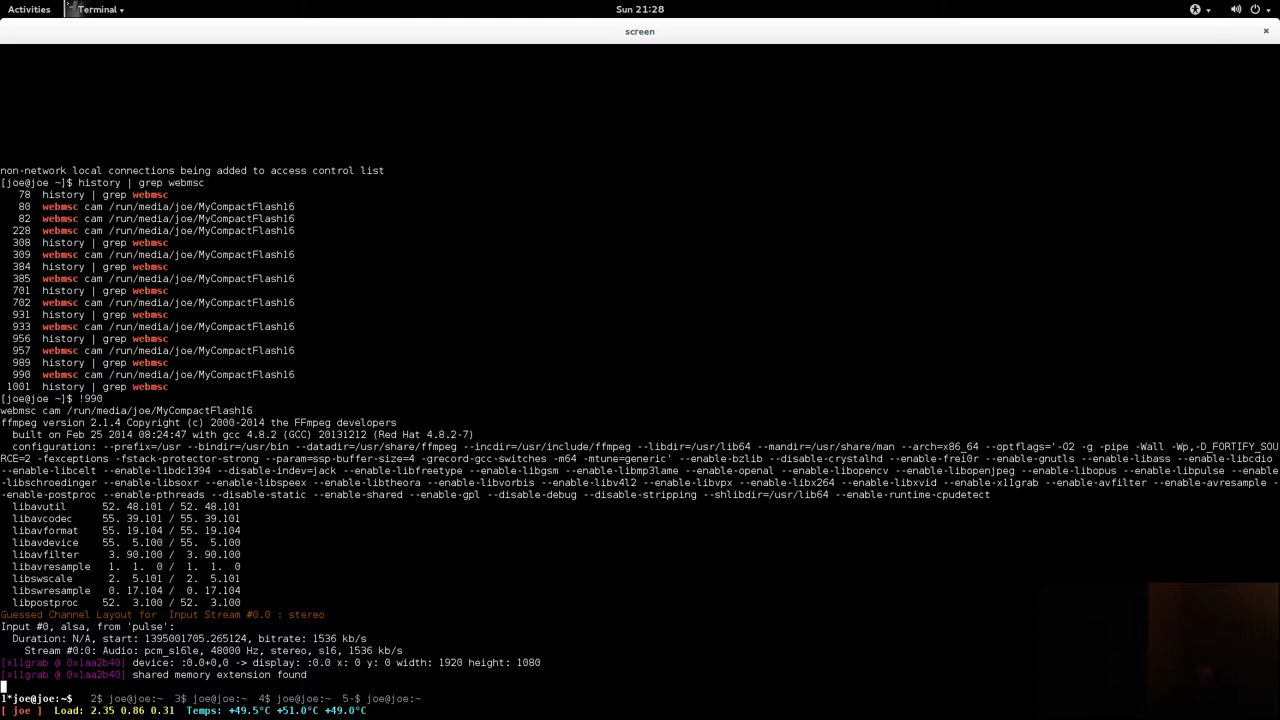 Activities Terminal Sun 21:28
screen ×
non-network local connections being added to access control list
[joe@joe ~]$ history | grep webmsc
78 history | grep webmsc
80 webmsc cam /run/media/joe/MyCompactFlash16
82 webmsc cam /run/media/joe/MyCompactFlash16
228 webmsc cam /run/media/joe/MyCompactFlash16
308 history | grep webmsc
309 webmsc cam /run/media/joe/MyCompactFlash16
384 history | grep webmsc
385 webmsc cam /run/media/joe/MyCompactFlash16
701 history | grep webmsc
702 webmsc cam /run/media/joe/MyCompactFlash16
931 history | grep webmsc
933 webmsc cam /run/media/joe/MyCompactFlash16
956 history | grep webmsc
957 webmsc cam /run/media/joe/MyCompactFlash16
989 history | grep webmsc
990 webmsc cam /run/media/joe/MyCompactFlash16
1001 history | grep webmsc
[joe@joe ~]$ !990
webmsc cam /run/media/joe/MyCompactFlash16
ffmpeg version 2.1.4 Copyright (c) 2000-2014 the FFmpeg developers
built on Feb 25 2014 08:24:47 with gcc 4.8.2 (GCC) 20131212 (Red Hat 4.8.2-7)
configuration: --prefix=/usr --bindir=/usr/bin --datadir=/usr/share/ffmpeg --incdir=/usr/include/ffmpeg --libdir=/usr/lib64 --mandir=/usr/share/man --arch=x86_64 --optflags='-O2 -g -pipe -Wall -Wp,-D_FORTIFY_SOU
RCE=2 -fexceptions -fstack-protector-strong --param=ssp-buffer-size=4 -grecord-gcc-switches -m64 -mtune=generic' --enable-bzlib --disable-crystalhd --enable-frei0r --enable-gnutls --enable-libass --enable-libcdio
--enable-libcelt --enable-libdc1394 --disable-indev=jack --enable-libfreetype --enable-libgsm --enable-libmp3lame --enable-openal --enable-libopencv --enable-libopenjpeg --enable-libopus --enable-libpulse --enable
-libschroedinger --enable-libsoxr --enable-libspeex --enable-libtheora --enable-libvorbis --enable-libv4l2 --enable-libvpx --enable-libx264 --enable-libxvid --enable-x11grab --enable-avfilter --enable-avresample -
-enable-postproc --enable-pthreads --disable-static --enable-shared --enable-gpl --disable-debug --disable-stripping --shlibdir=/usr/lib64 --enable-runtime-cpudetect
libavutil 52. 48.101 / 52. 48.101
libavcodec 55. 39.101 / 55. 39.101
libavformat 55. 19.104 / 55. 19.104
libavdevice 55. 5.100 / 55. 5.100
libavfilter 3. 90.100 / 3. 90.100
libavresample 1. 1. 0 / 1. 1. 0
libswscale 2. 5.101 / 2. 5.101
libswresample 0. 17.104 / 0. 17.104
libpostproc 52. 3.100 / 52. 3.100
Guessed Channel Layout for Input Stream #0.0 : stereo
Input #0, alsa, from 'pulse':
Duration: N/A, start: 1395001705.265124, bitrate: 1536 kb/s
Stream #0:0: Audio: pcm_s16le, 48000 Hz, stereo, s16, 1536 kb/s
[x11grab @ 0x1aa2b40] device: :0.0+0,0 -> display: :0.0 x: 0 y: 0 width: 1920 height: 1080
[x11grab @ 0x1aa2b40] shared memory extension found
1*joe@joe:~$ 2$ joe@joe:~ 3$ joe@joe:~ 4$ joe@joe:~ 5-$ joe@joe:~
[ joe ] Load: 2.35 0.86 0.31 Temps: +49.5°C +51.0°C +49.0°C